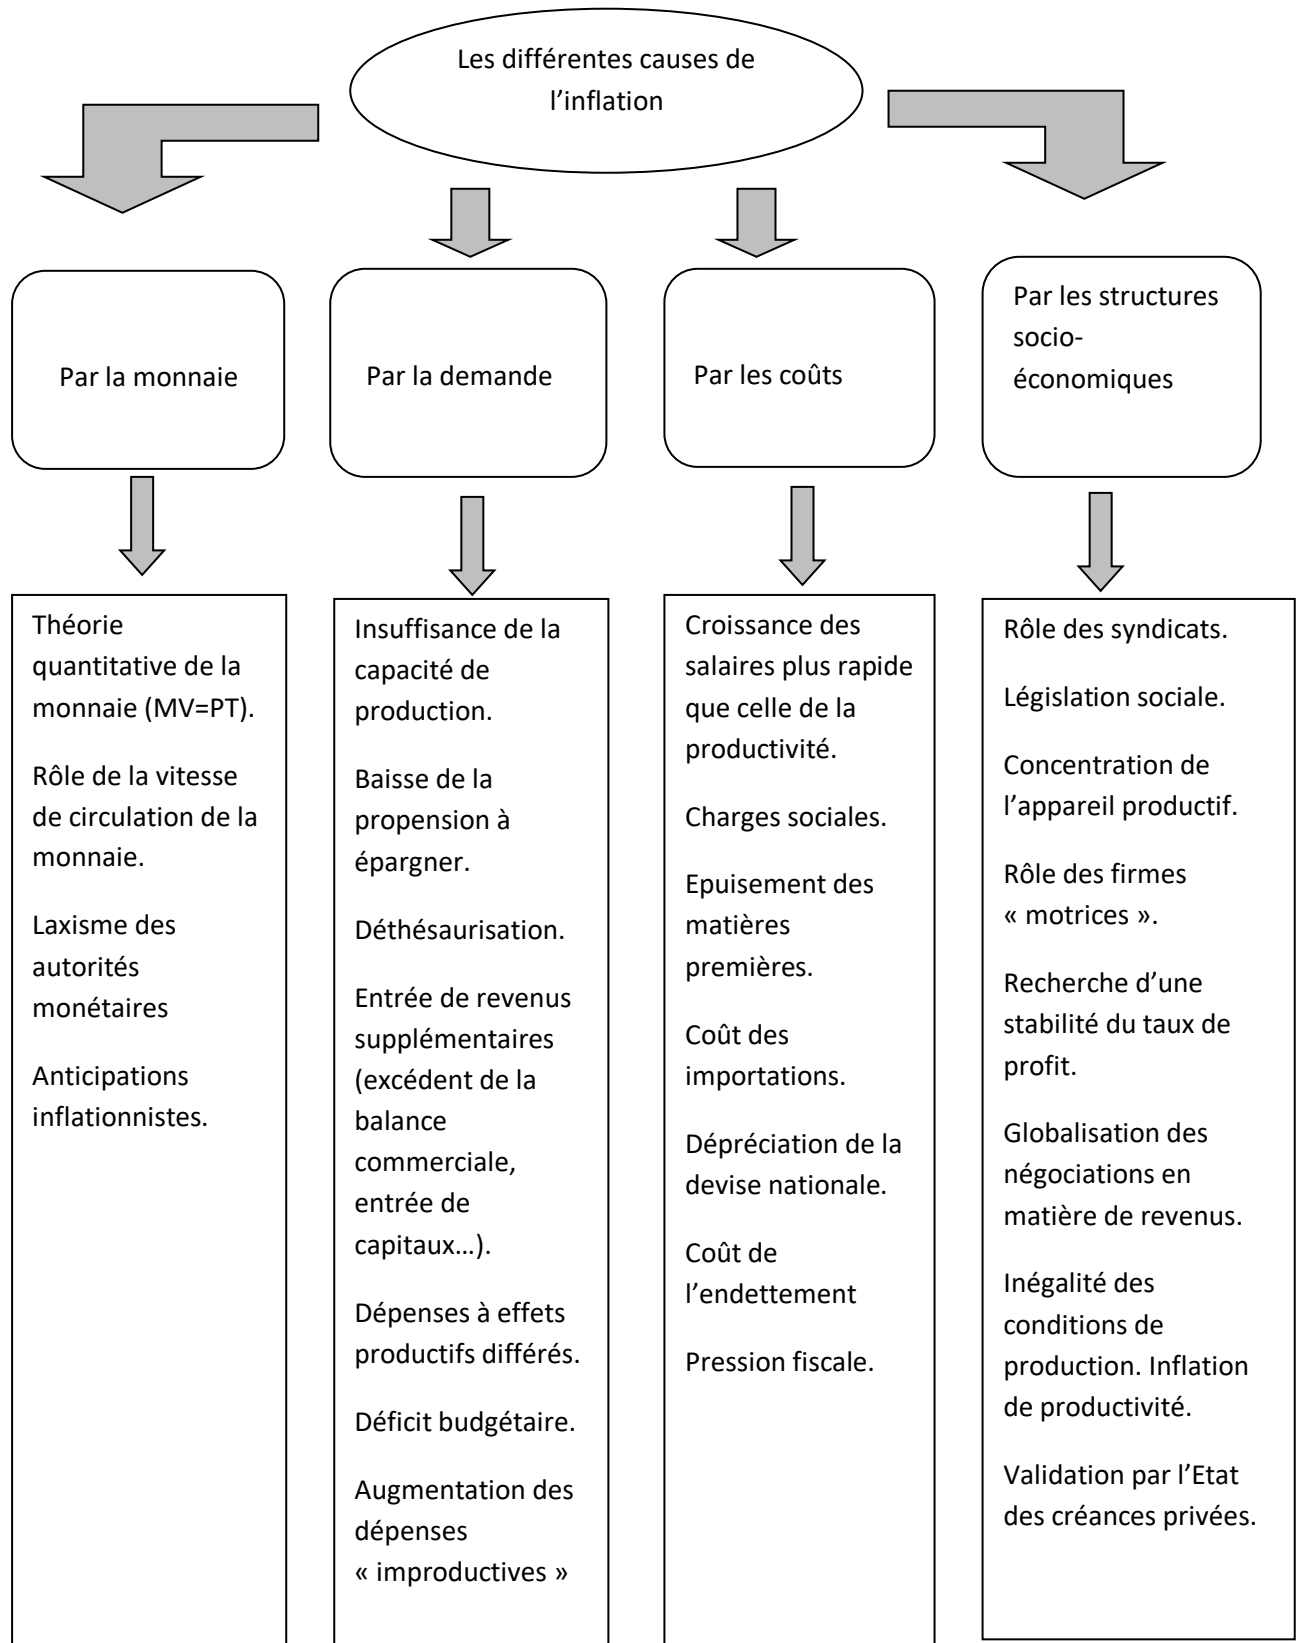 Les différentes causes de
l’inflation
Par la monnaie
Par la demande
Par les coûts
Par les structures
socio-
économiques
Théorie
quantitative de la
monnaie (MV=PT).
Rôle de la vitesse
de circulation de la
monnaie.
Laxisme des
autorités
monétaires
Anticipations
inflationnistes.
Insuffisance de la
capacité de
production.
Baisse de la
propension à
épargner.
Déthésaurisation.
Entrée de revenus
supplémentaires
(excédent de la
balance
commerciale,
entrée de
capitaux…).
Dépenses à effets
productifs différés.
Déficit budgétaire.
Augmentation des
dépenses
« improductives »
Croissance des
salaires plus rapide
que celle de la
productivité.
Charges sociales.
Epuisement des
matières
premières.
Coût des
importations.
Dépréciation de la
devise nationale.
Coût de
l’endettement
Pression fiscale.
Rôle des syndicats.
Législation sociale.
Concentration de
l’appareil productif.
Rôle des firmes
« motrices ».
Recherche d’une
stabilité du taux de
profit.
Globalisation des
négociations en
matière de revenus.
Inégalité des
conditions de
production. Inflation
de productivité.
Validation par l’Etat
des créances privées.